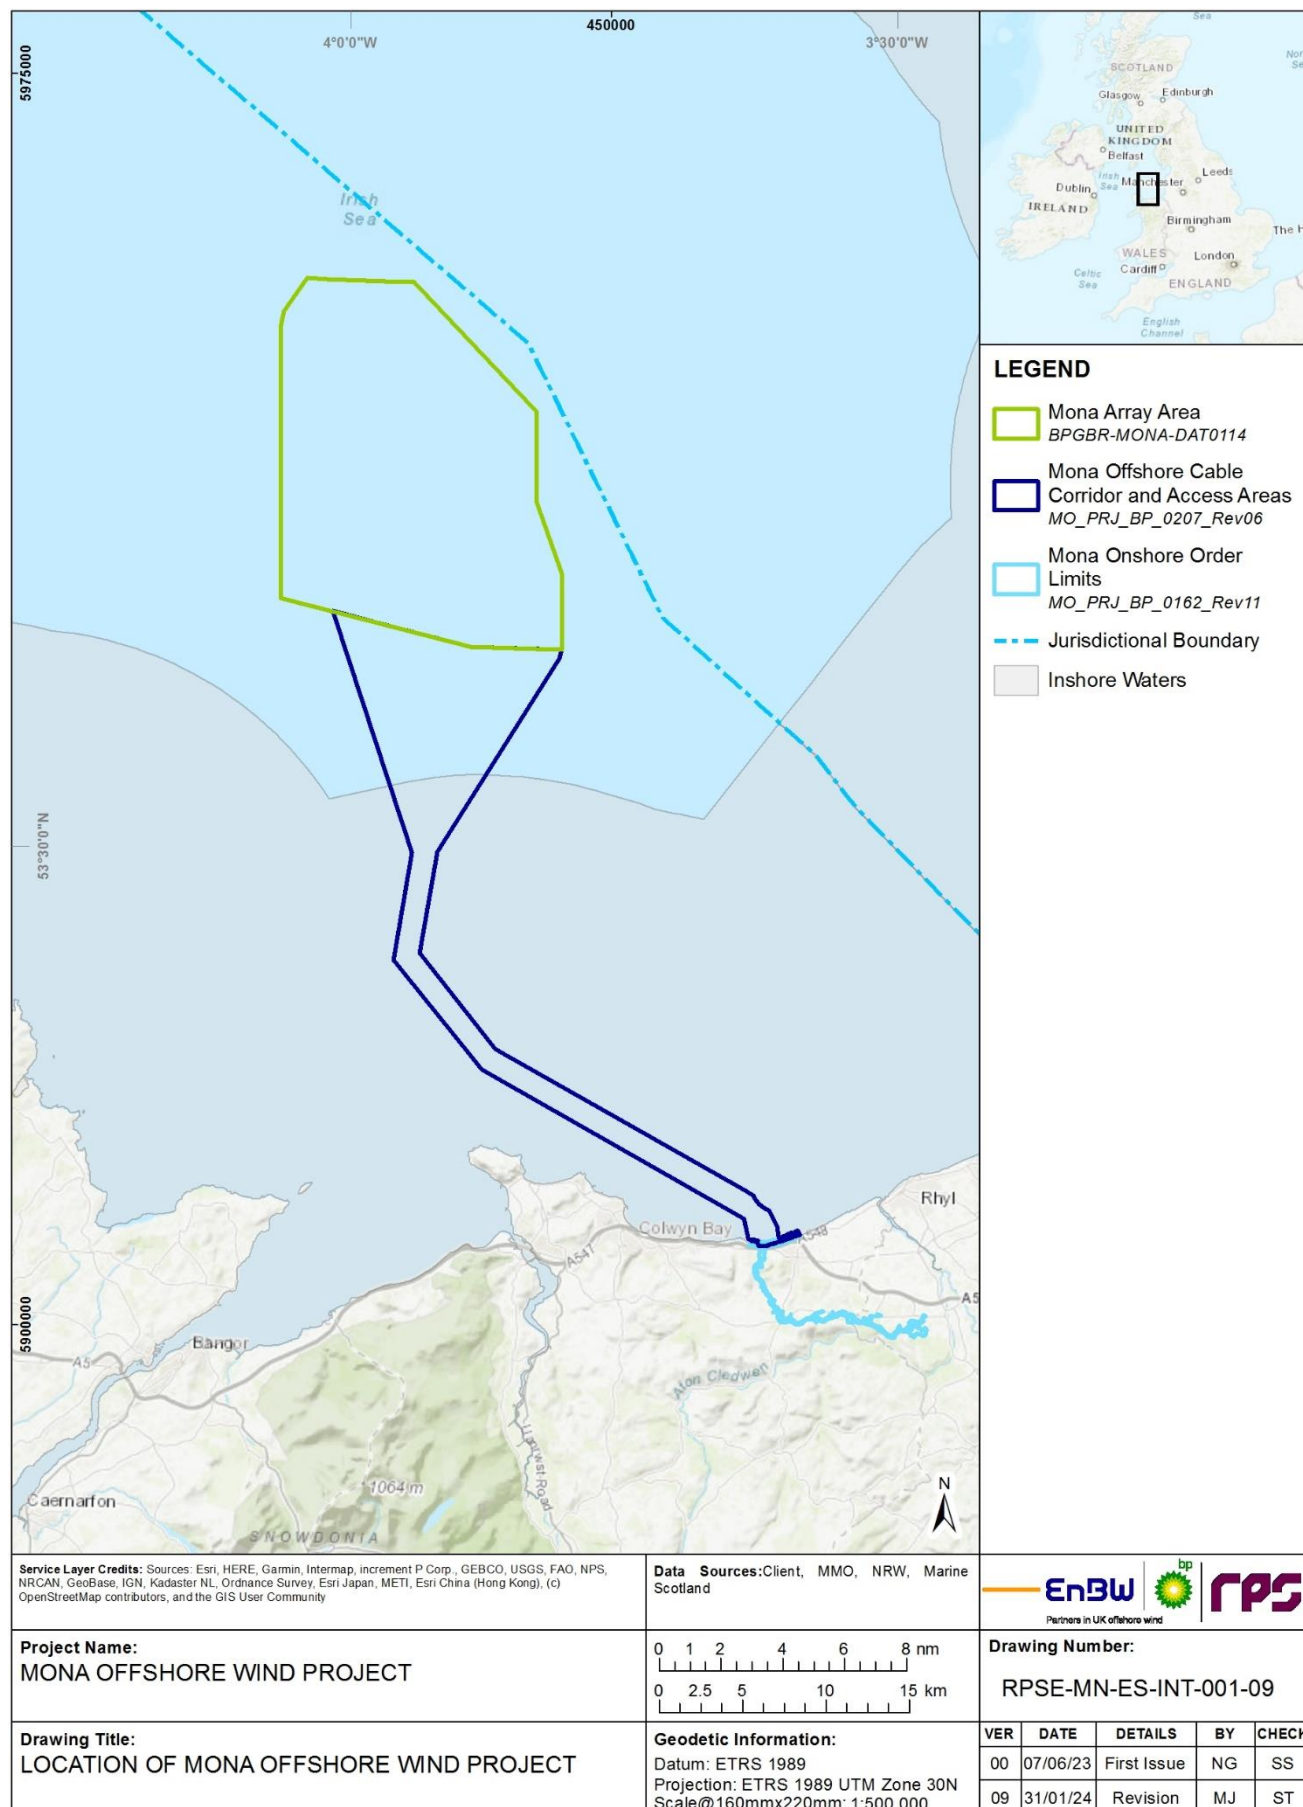 450000
4°0'0"W
3°30'0"W
5975000
Irish
Sea
53°30'0"N
Rhyl
Colwyn Bay
A548
A547
A5
5900000
Bangor
A5
Afon Cledwen
Llanrwst Road
1064 m
Caernarfon
SNOWDONIA
N
Sea
SCOTLAND
Glasgow
Edinburgh
UNITED
KINGDOM
Belfast
Irish
Sea
Manchester
Leeds
Dublin
IRELAND
Birmingham
The H
WALES
London
Cardiff
Celtic
Sea
ENGLAND
English
Channel
LEGEND
Mona Array Area
BPGBR-MONA-DAT0114
Mona Offshore Cable
Corridor and Access Areas
MO_PRJ_BP_0207_Rev06
Mona Onshore Order
Limits
MO_PRJ_BP_0162_Rev11
Jurisdictional Boundary
Inshore Waters
Service Layer Credits: Sources: Esri, HERE, Garmin, Intermap, increment P Corp., GEBCO, USGS, FAO, NPS,
NRCAN, GeoBase, IGN, Kadaster NL, Ordnance Survey, Esri Japan, METI, Esri China (Hong Kong), (c)
OpenStreetMap contributors, and the GIS User Community
Data Sources:Client, MMO, NRW, Marine
Scotland
EnBW
bp
rps
Partners in UK offshore wind
Project Name:
MONA OFFSHORE WIND PROJECT
0 1 2 4 6 8 nm
0 2.5 5 10 15 km
Drawing Number:
RPSE-MN-ES-INT-001-09
Drawing Title:
LOCATION OF MONA OFFSHORE WIND PROJECT
Geodetic Information:
Datum: ETRS 1989
Projection: ETRS 1989 UTM Zone 30N
Scale@160mmx220mm: 1:500,000
VER DATE DETAILS BY CHECK
00 07/06/23 First Issue NG SS
09 31/01/24 Revision MJ ST